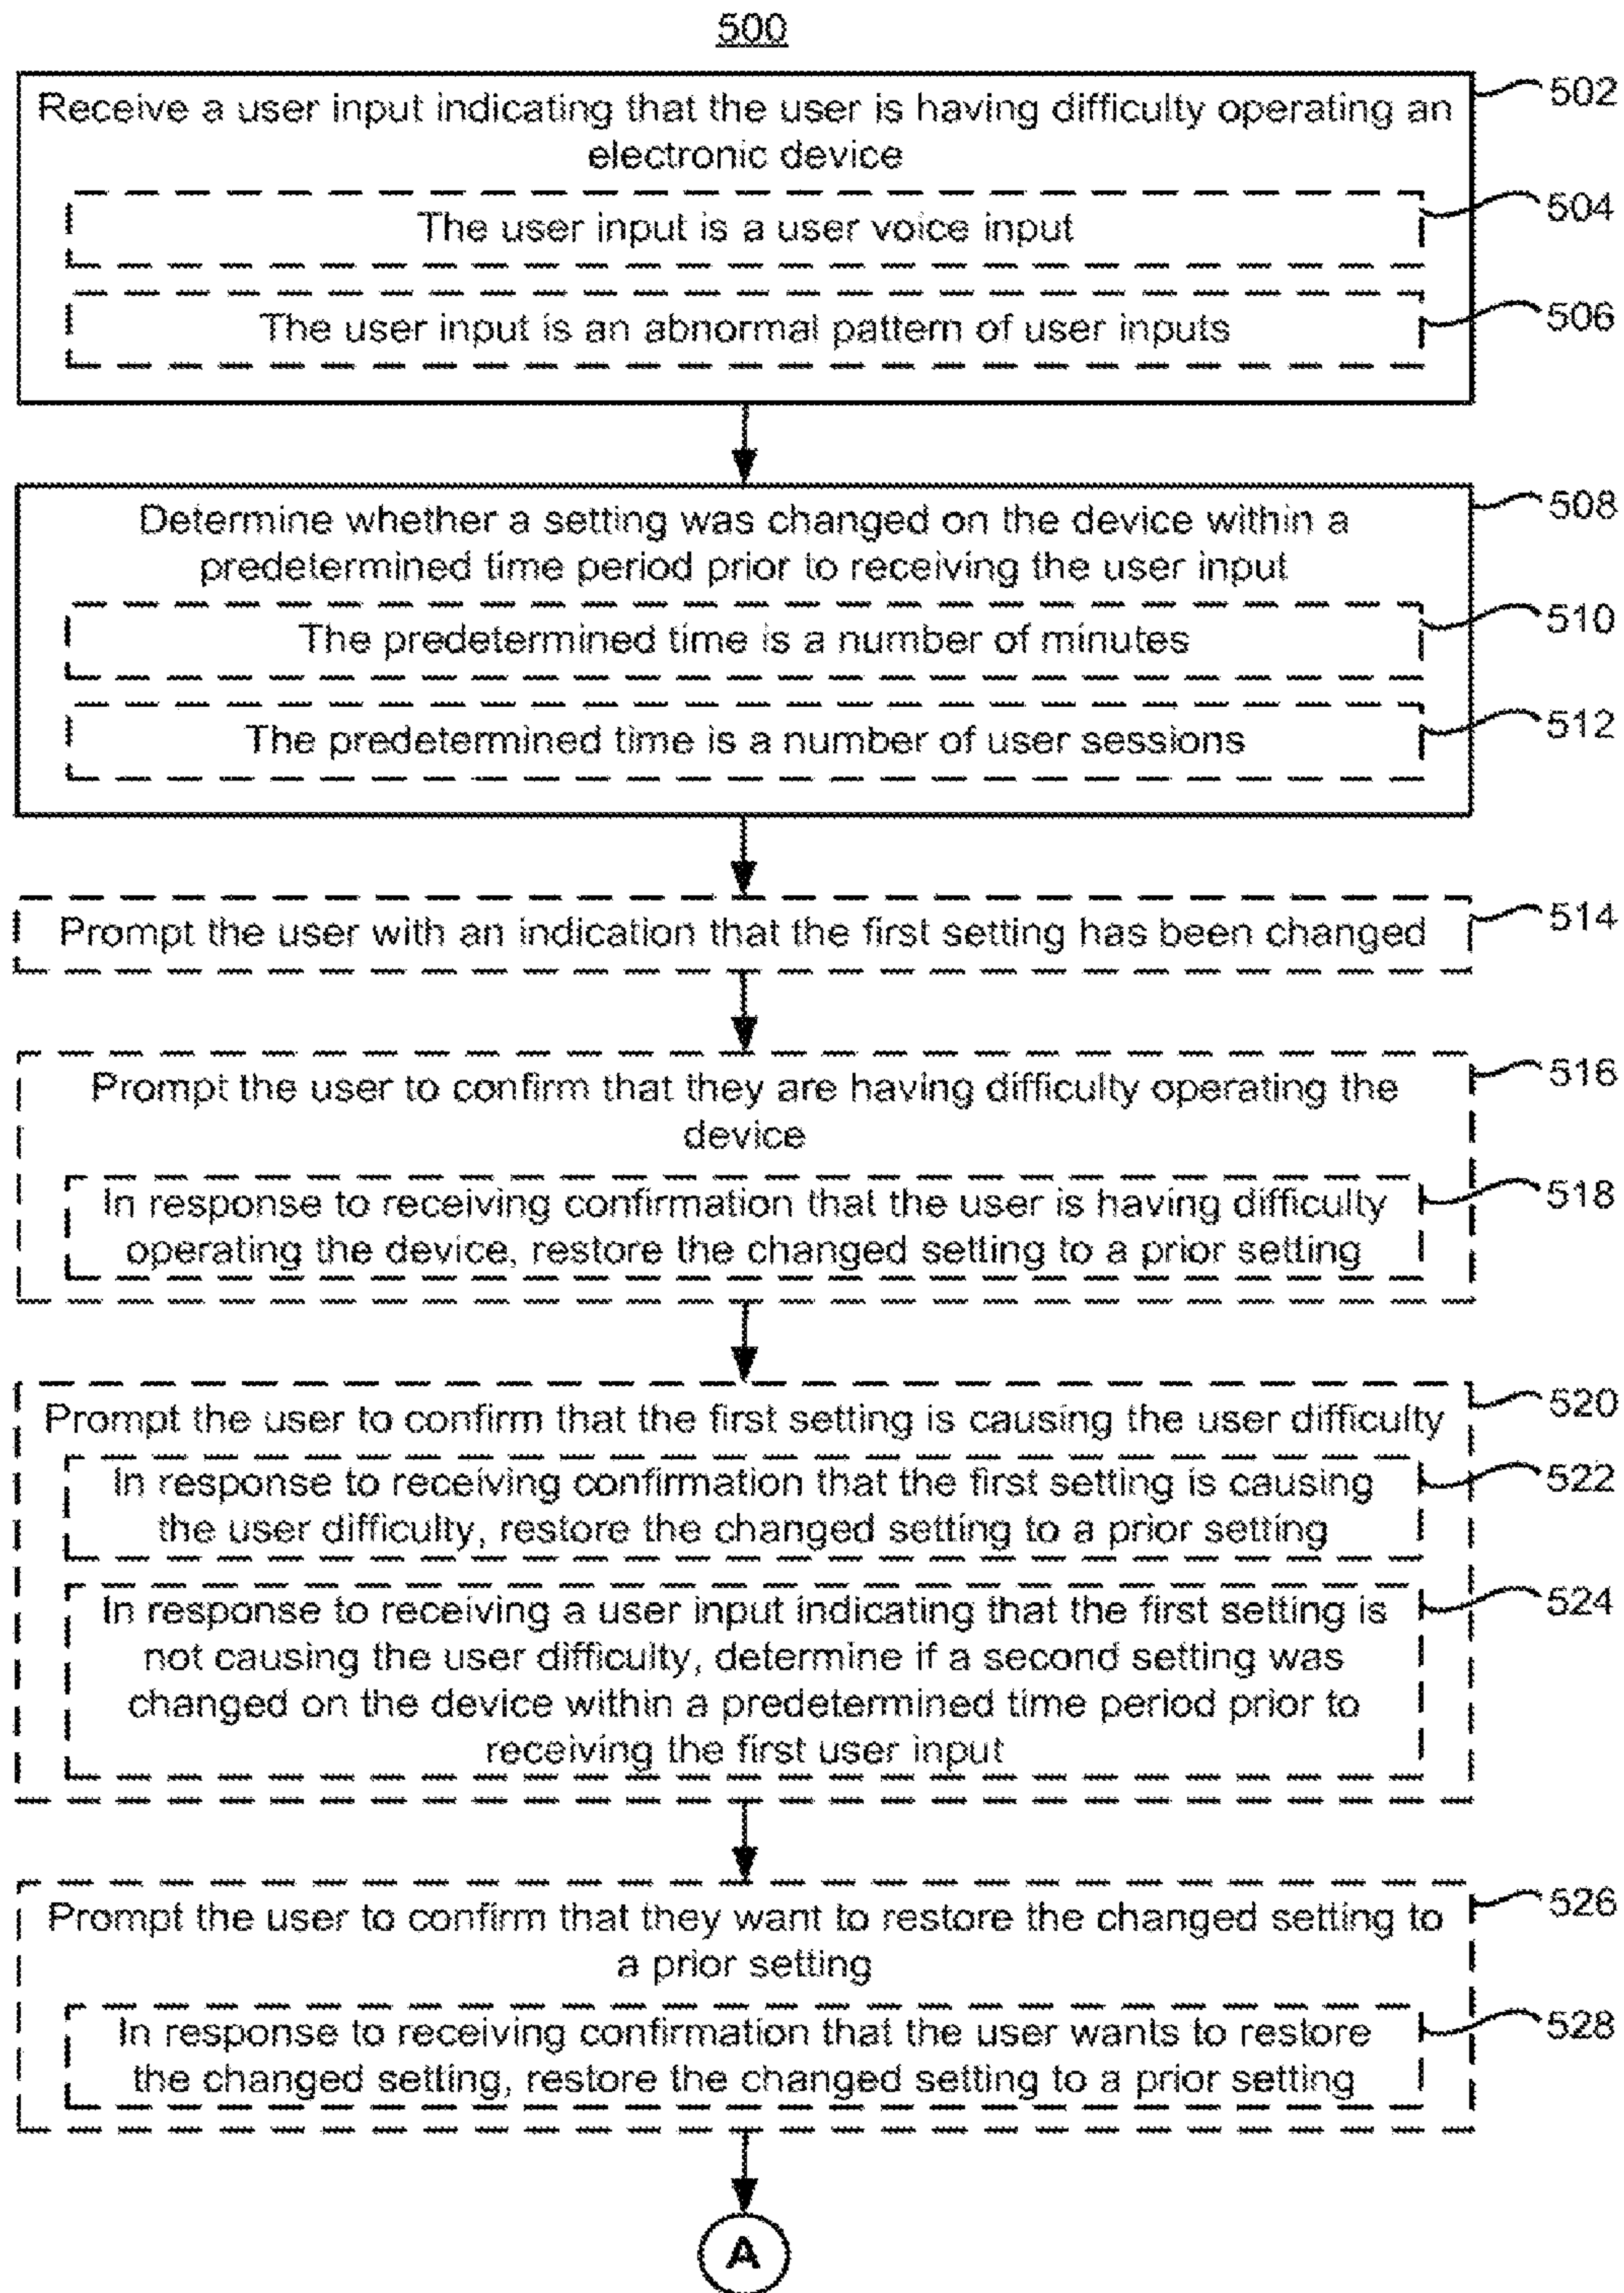 500
Receive a user input indicating that the user is having difficulty operating an
electronic device
502
The user input is a user voice input
504
The user input is an abnormal pattern of user inputs
506
Determine whether a setting was changed on the device within a
predetermined time period prior to receiving the user input
508
The predetermined time is a number of minutes
510
The predetermined time is a number of user sessions
512
Prompt the user with an indication that the first setting has been changed
514
Prompt the user to confirm that they are having difficulty operating the
device
516
In response to receiving confirmation that the user is having difficulty
operating the device, restore the changed setting to a prior setting
518
Prompt the user to confirm that the first setting is causing the user difficulty
520
In response to receiving confirmation that the first setting is causing
the user difficulty, restore the changed setting to a prior setting
522
In response to receiving a user input indicating that the first setting is
not causing the user difficulty, determine if a second setting was
changed on the device within a predetermined time period prior to
receiving the first user input
524
Prompt the user to confirm that they want to restore the changed setting to
a prior setting
526
In response to receiving confirmation that the user wants to restore
the changed setting, restore the changed setting to a prior setting
528
A